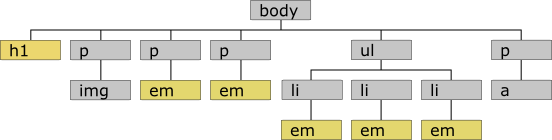 body
h1 p p p ul p
img em em li li li a
em em em